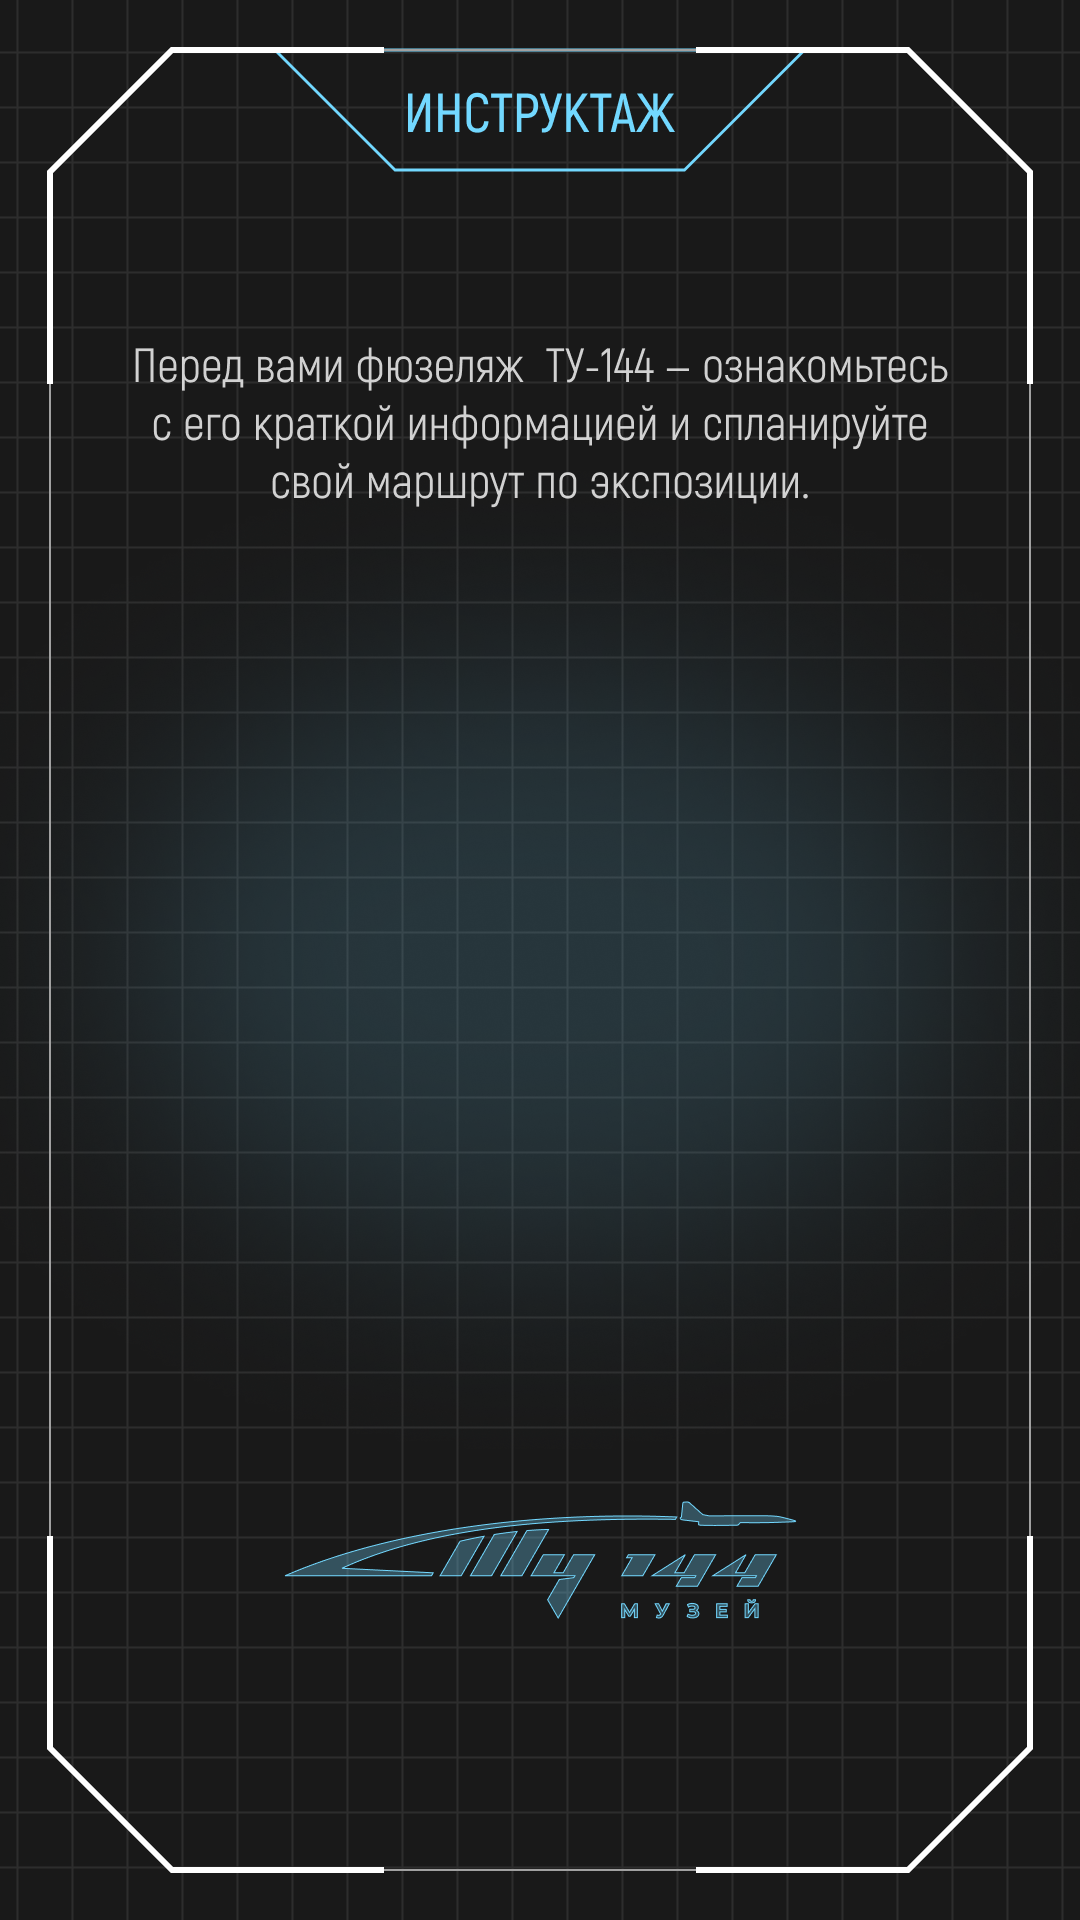 ИНСТРУКТАЖ
Перед вами фюзеляж  ТУ-144 – ознакомьтесь
с его краткой информацией и спланируйте
свой маршрут по экспозиции.
Ту 144
МУЗЕЙ